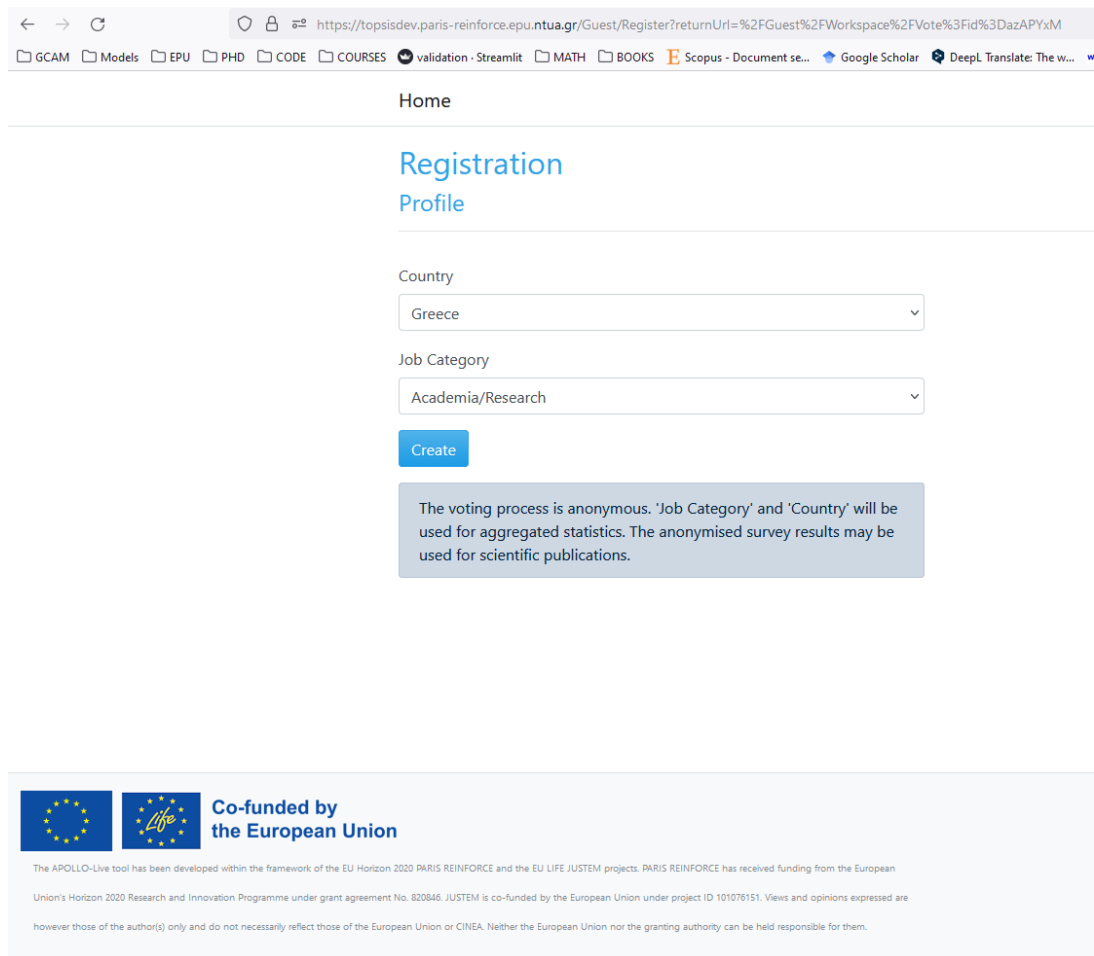 https://topsisdev.paris-reinforce.epu.ntua.gr/Guest/Register?returnUrl=%2FGuest%2FWorkspace%2FVote%3Fid%3DazAPYxM
GCAM Models EPU PHD CODE COURSES validation · Streamlit MATH BOOKS Scopus - Document se... Google Scholar DeepL Translate: The w...
Home
Registration
Profile
Country
Greece
Job Category
Academia/Research
Create
The voting process is anonymous. 'Job Category' and 'Country' will be
used for aggregated statistics. The anonymised survey results may be
used for scientific publications.
Life
Co-funded by
the European Union
The APOLLO-Live tool has been developed within the framework of the EU Horizon 2020 PARIS REINFORCE and the EU LIFE JUSTEM projects. PARIS REINFORCE has received funding from the European
Union's Horizon 2020 Research and Innovation Programme under grant agreement No. 820846. JUSTEM is co-funded by the European Union under project ID 101076151. Views and opinions expressed are
however those of the author(s) only and do not necessarily reflect those of the European Union or CINEA. Neither the European Union nor the granting authority can be held responsible for them.